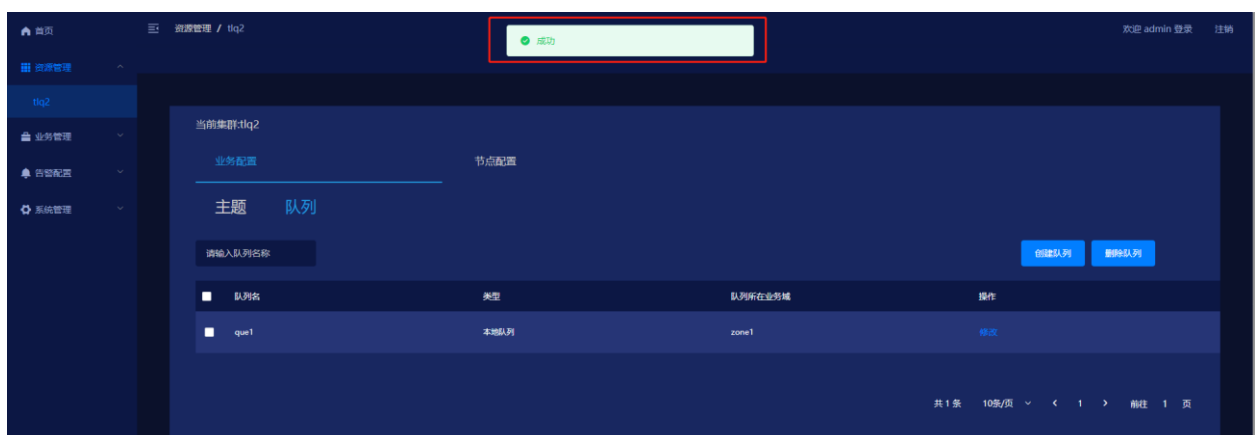 首页
资源管理 / tlq2
成功
欢迎 admin 登录 注销
资源管理
tlq2
当前集群:tlq2
业务管理
业务配置 节点配置
告警配置
主题 队列
系统管理
请输入队列名称
创建队列 删除队列
队列名 类型 队列所在业务域 操作
que1 本地队列 zone1 修改
共 1 条 10条/页 1 前往 1 页